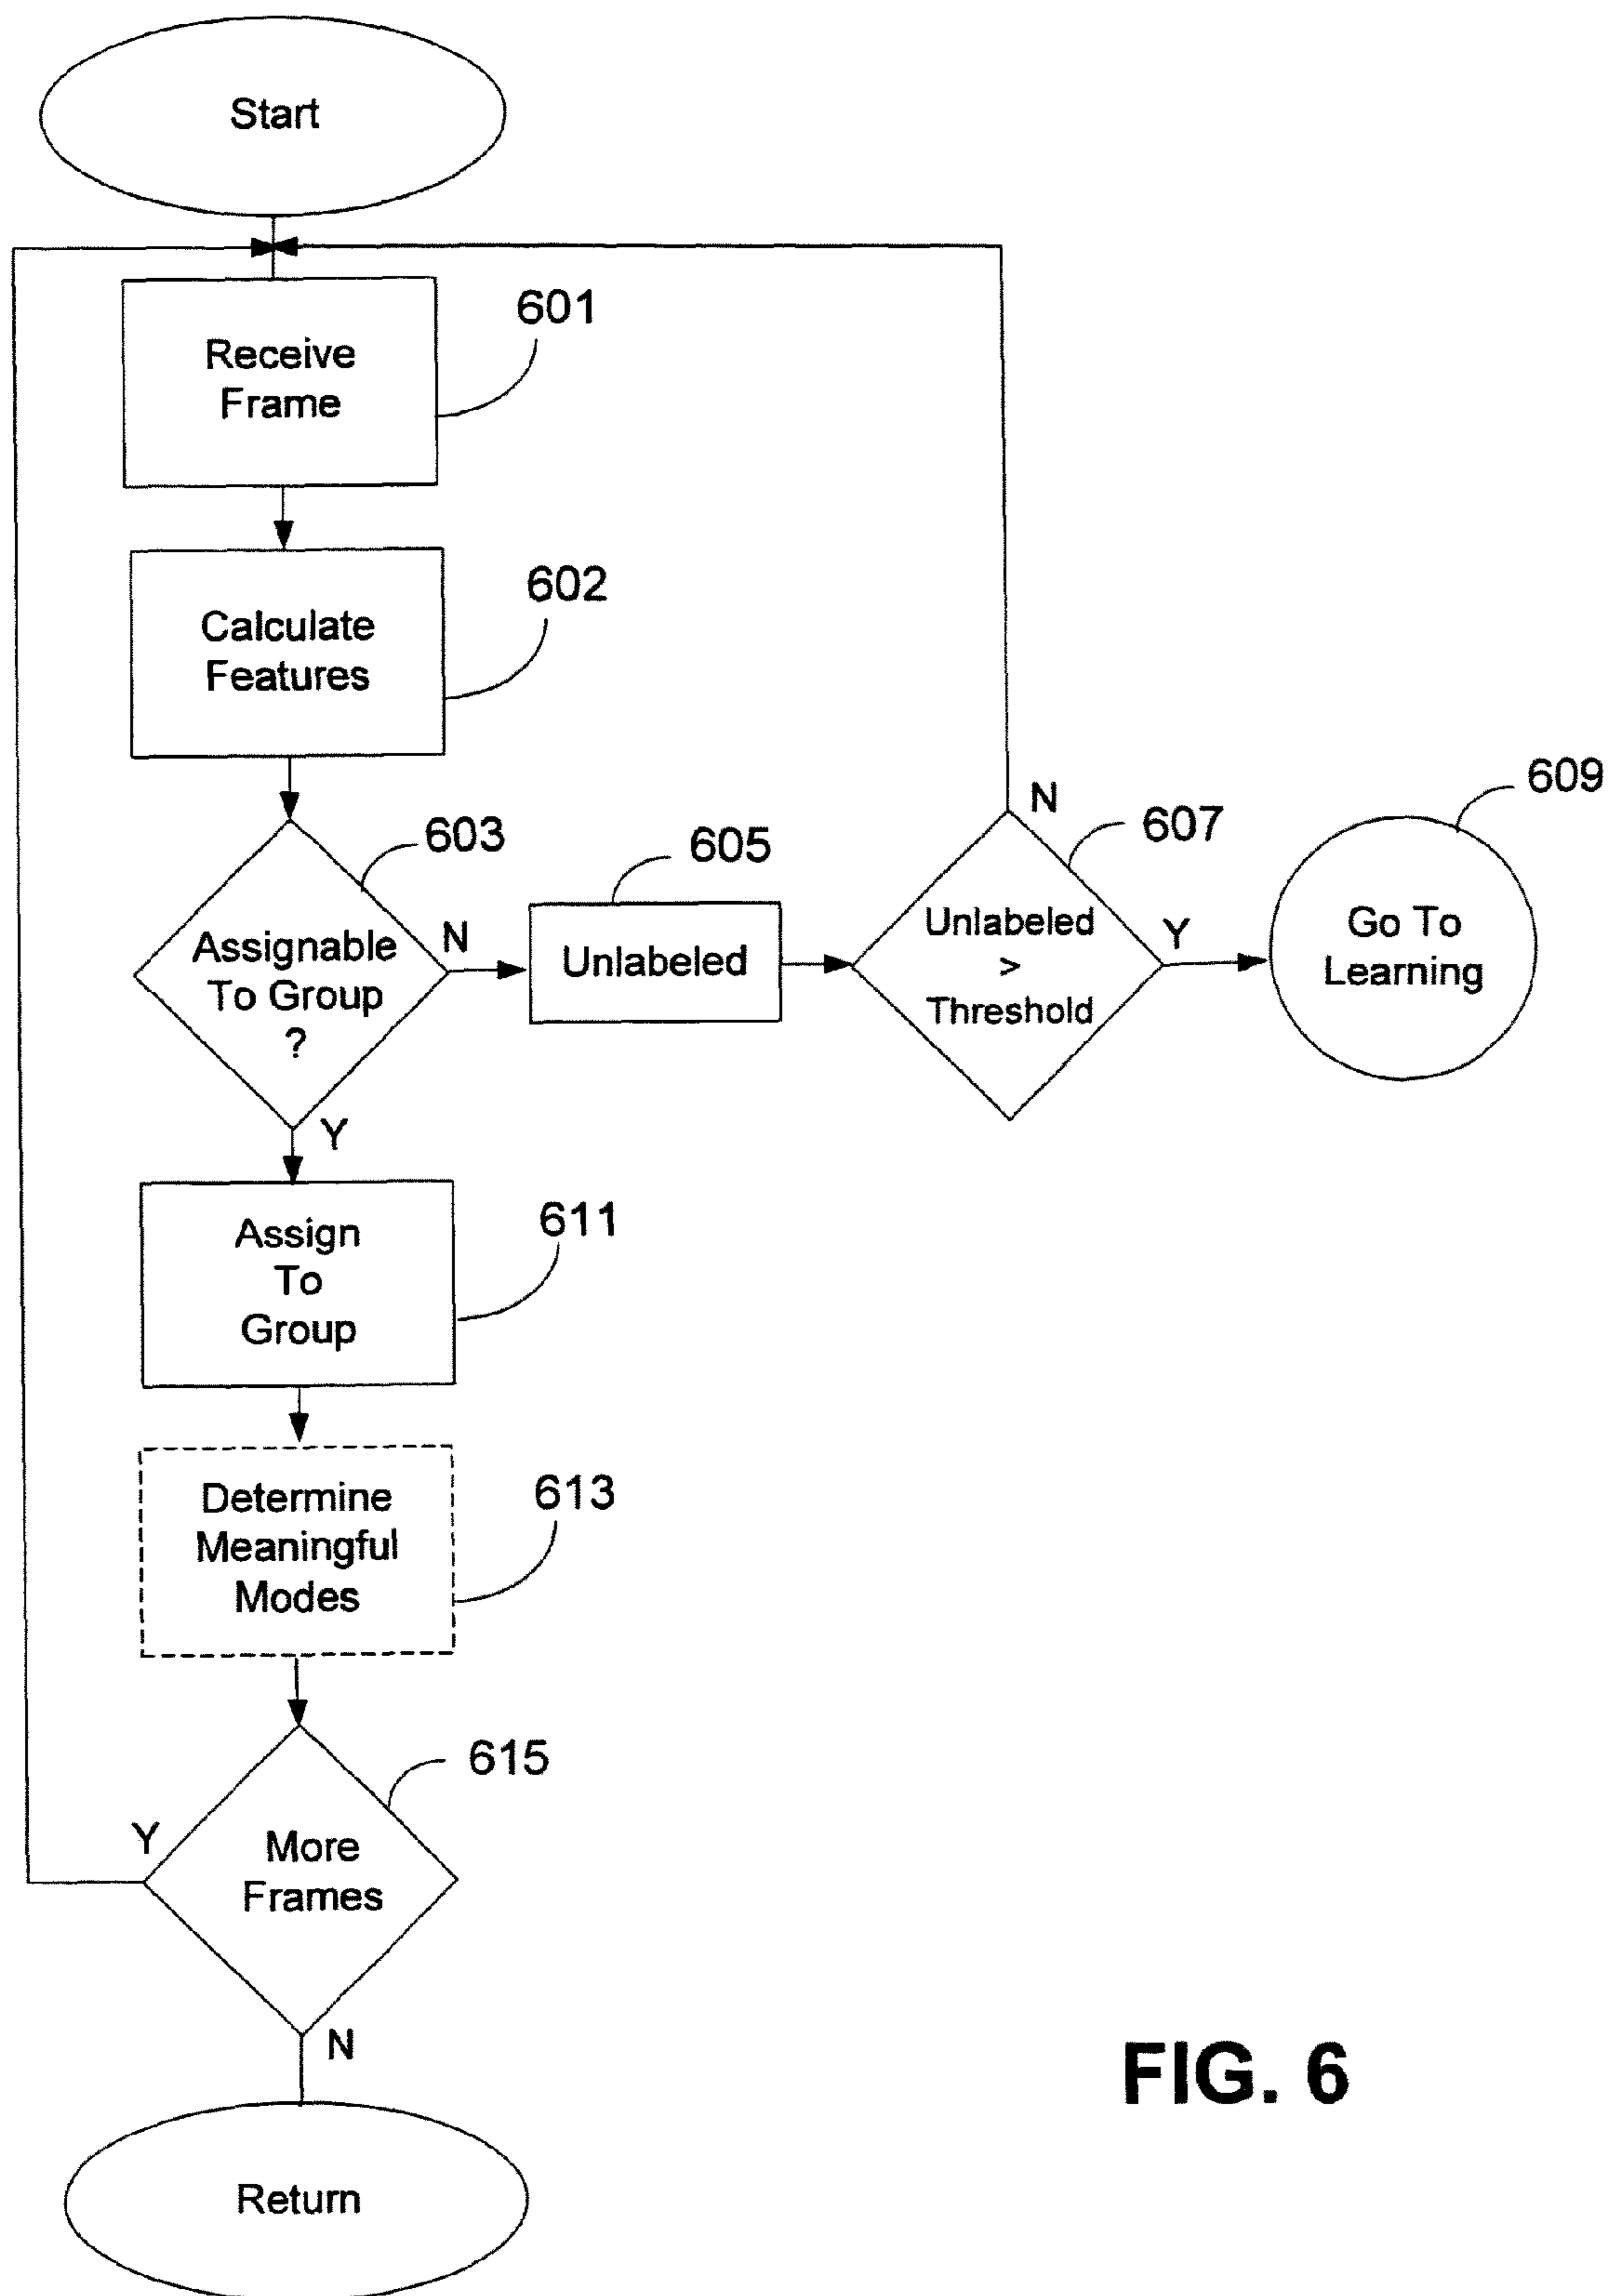 Start
601
Receive
Frame
602
Calculate
Features
603
Assignable
To Group
?
N
605
Unlabeled
N
607
Unlabeled
>
Threshold
Y
609
Go To
Learning
Y
611
Assign
To
Group
613
Determine
Meaningful
Modes
615
Y
More
Frames
N
Return
FIG. 6